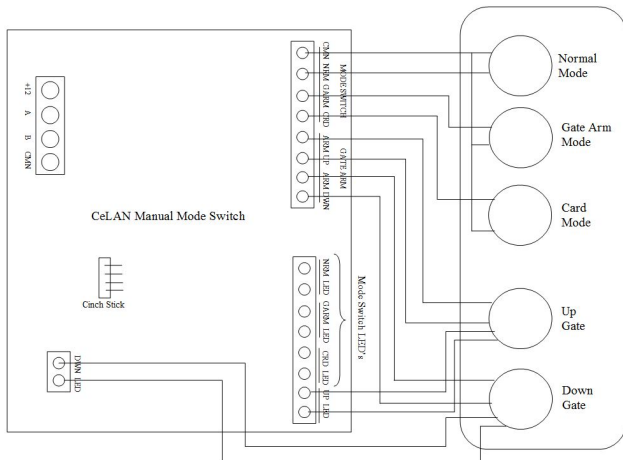 CMN
NRM
GARM
CRD
MODE SWITCH
ARM UP
ARM DWN
GATE ARM
+12
A
B
CMN
CeLAN Manual Mode Switch
Cinch Stick
NRM LED
GARM LED
CRD LED
UP LED
Mode Switch LED's
DWN LED
Normal
Mode
Gate Arm
Mode
Card
Mode
Up
Gate
Down
Gate